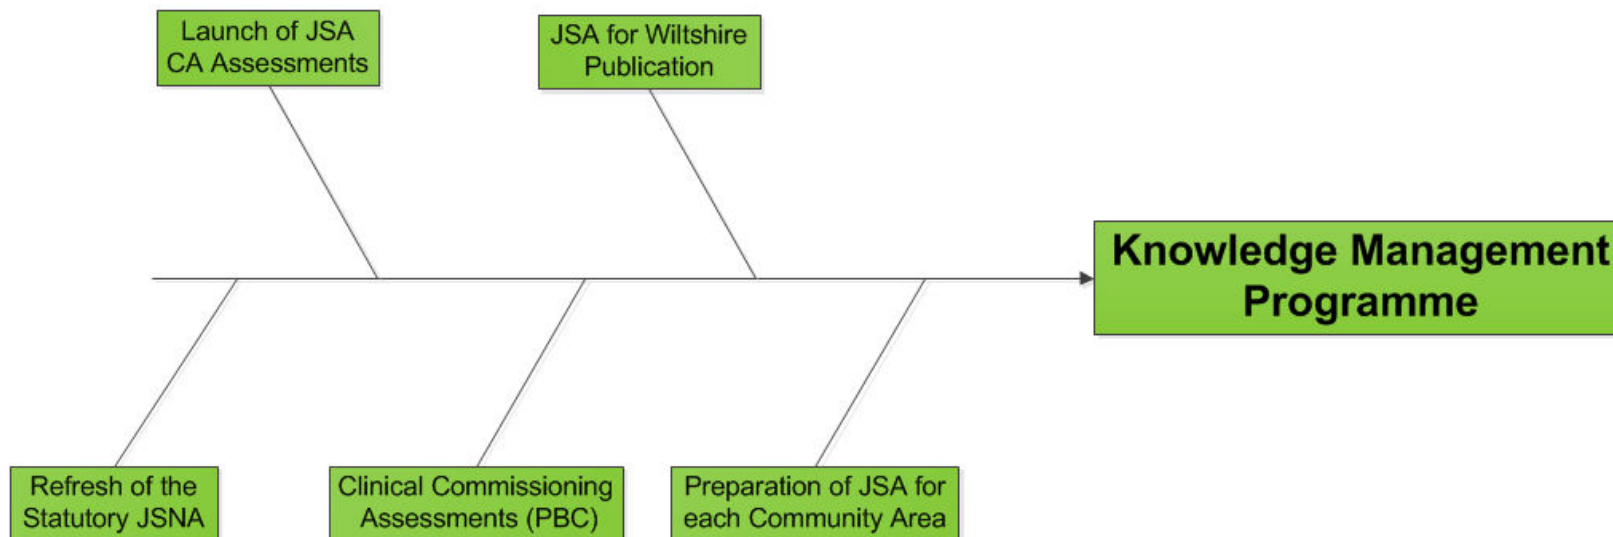 Launch of JSA
CA Assessments
JSA for Wiltshire
Publication
Knowledge Management
Programme
Refresh of the
Statutory JSNA
Clinical Commissioning
Assessments (PBC)
Preparation of JSA for
each Community Area